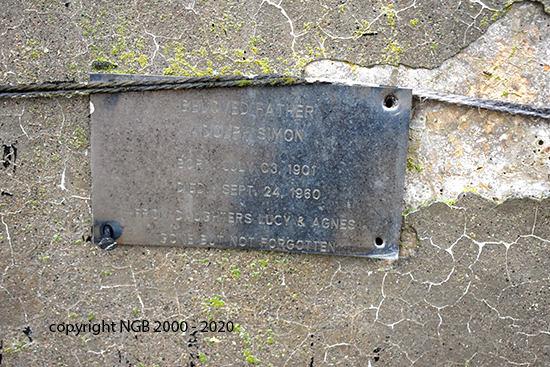 BELOVED FATHER
SIMON
BORN JULY 03, 1901
DIED SEPT. 24, 1960
FROM DAUGHTERS LUCY & AGNES
GONE BUT NOT FORGOTTEN
copyright NGB 2000 - 2020